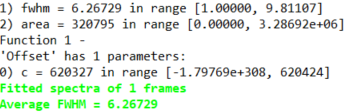 1) fwhm = 6.26729 in range [1.00000, 9.81107]
2) area = 320795 in range [0.00000, 3.28692e+06]
Function 1 -
'Offset' has 1 parameters:
0) c = 620327 in range [-1.79769e+308, 620424]
Fitted spectra of 1 frames
Average FWHM = 6.26729